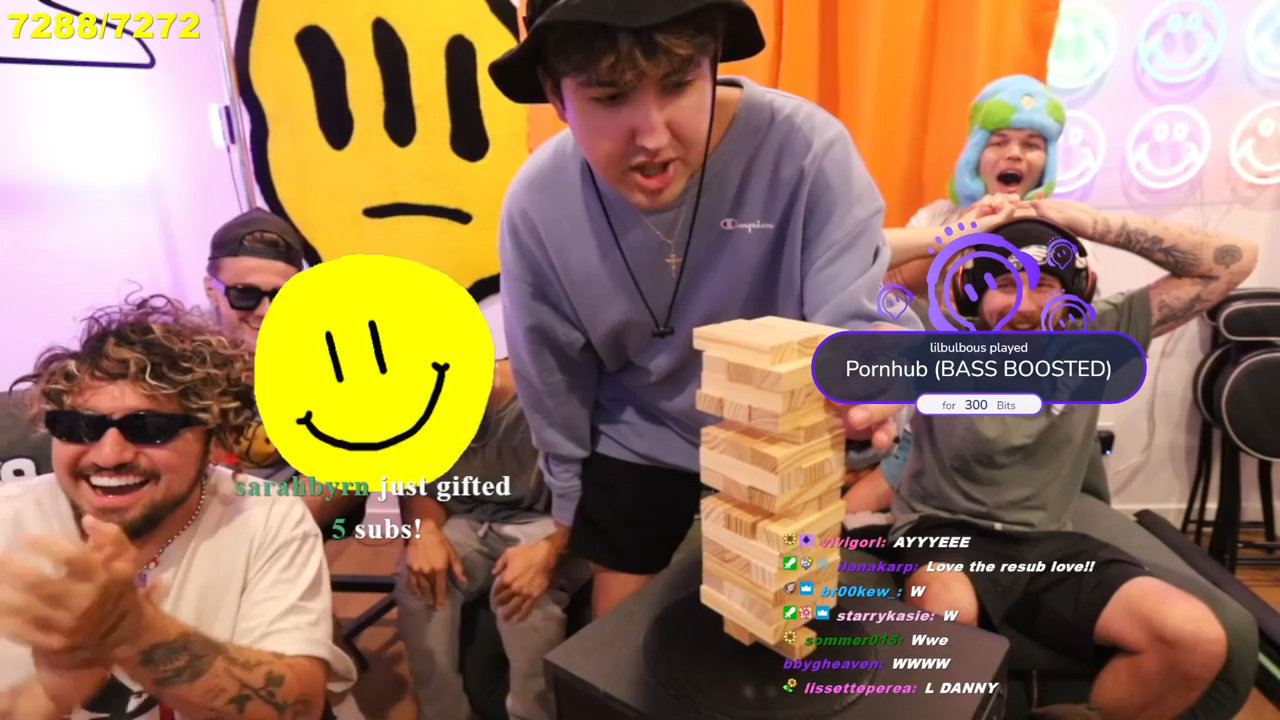 7288/7272
Champion
lilbulbous played
Pornhub (BASS BOOSTED)
for 300 Bits
sarahbyrn just gifted
5 subs!
vivigorl: AYYYEEE
lianakarp: Love the resub love!!
br00kew_: W
starrykasie: W
sommer015: Wwe
bbygheaven: WWWW
lissetteperea: L DANNY